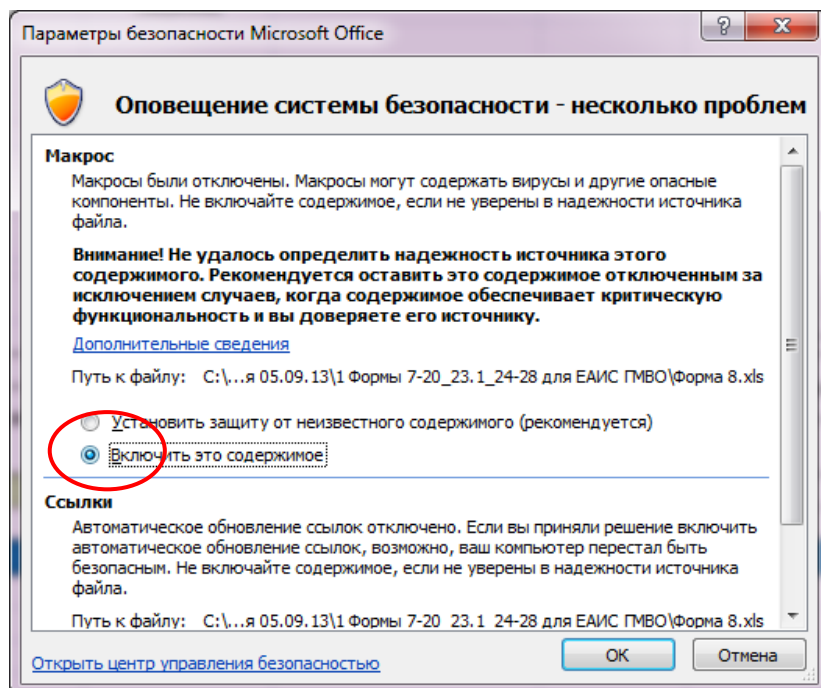 Параметры безопасности Microsoft Office
Оповещение системы безопасности - несколько проблем
Макрос
Макросы были отключены. Макросы могут содержать вирусы и другие опасные
компоненты. Не включайте содержимое, если не уверены в надежности источника
файла.
Внимание! Не удалось определить надежность источника этого
содержимого. Рекомендуется оставить это содержимое отключенным за
исключением случаев, когда содержимое обеспечивает критическую
функциональность и вы доверяете его источнику.
Дополнительные сведения
Путь к файлу: C:\...я 05.09.13\1 Формы 7-20_23.1_24-28 для ЕАИС ГМВО\Форма 8.xls
Установить защиту от неизвестного содержимого (рекомендуется)
Включить это содержимое
Ссылки
Автоматическое обновление ссылок отключено. Если вы приняли решение включить
автоматическое обновление ссылок, возможно, ваш компьютер перестал быть
безопасным. Не включайте содержимое, если не уверены в надежности источника
файла.
Путь к файлу: C:\...я 05.09.13\1 Формы 7-20_23.1_24-28 для ЕАИС ГМВО\Форма 8.xls
Открыть центр управления безопасностью
ОК
Отмена